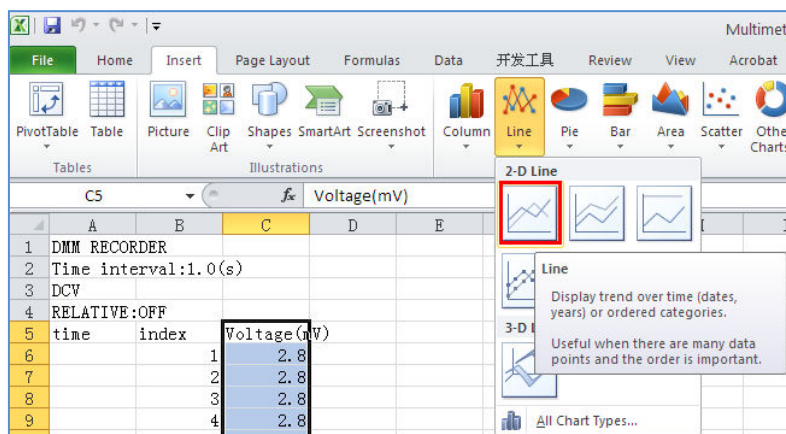 Multimet
File Home Insert Page Layout Formulas Data 开发工具 Review View Acrobat
PivotTable Table Picture Clip Art Shapes SmartArt Screenshot Column Line Pie Bar Area Scatter Othe Charts
Tables Illustrations
2-D Line
C5 fx Voltage(mV)
A B C D E
1 DMM RECORDER
2 Time interval:1.0(s)
3 DCV
4 RELATIVE:OFF
5 time index Voltage(mV)
6 1 2.8
7 2 2.8
8 3 2.8
9 4 2.8
Line
Display trend over time (dates,
years) or ordered categories.
Useful when there are many data
points and the order is important.
3-D
All Chart Types...